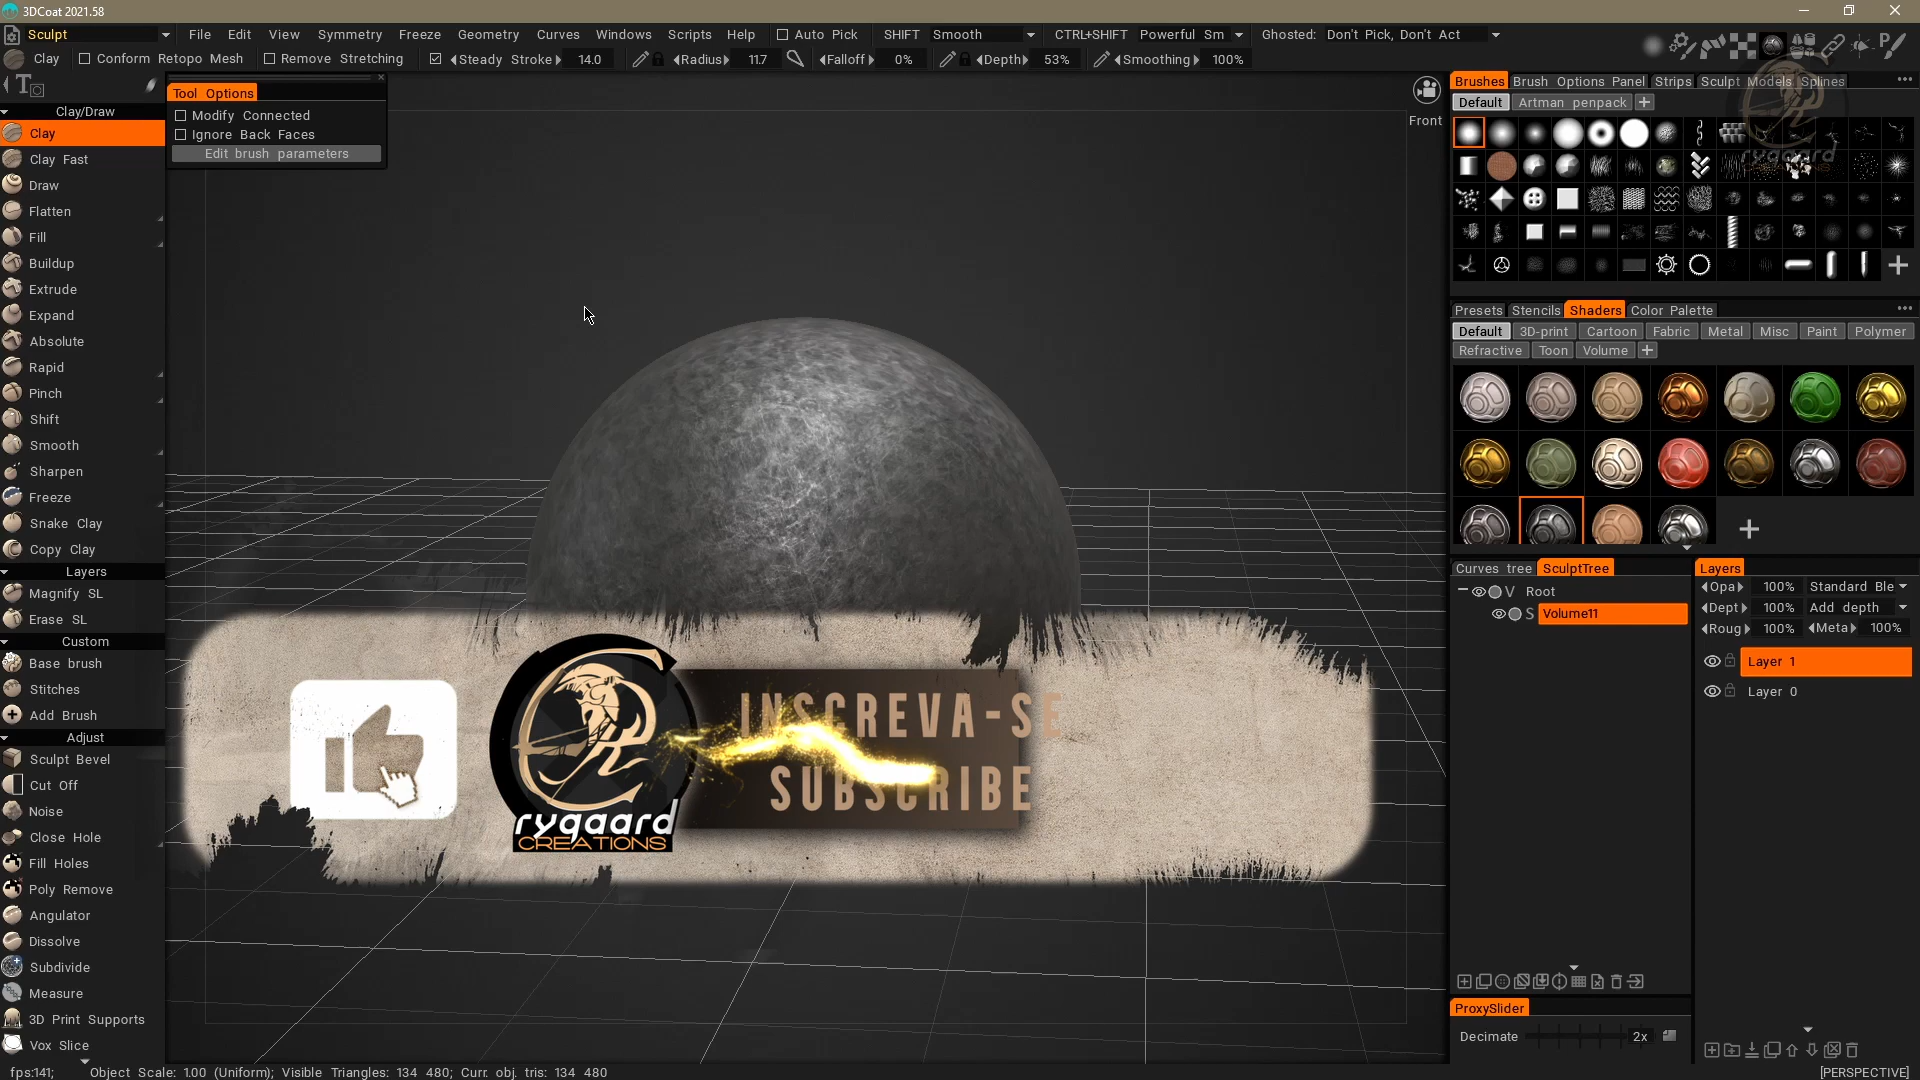 3DCoat 2021.58
Sculpt File Edit View Symmetry Freeze Geometry Curves Windows Scripts Help Auto Pick SHIFT Smooth CTRL+SHIFT Powerful Sm Ghosted: Don't Pick, Don't Act
Clay Conform Retopo Mesh Remove Stretching Steady Stroke 14.0 Radius 11.7 Falloff 0% Depth 53% Smoothing 100%
Tool Options
Modify Connected
Ignore Back Faces
Edit brush parameters
Front
Clay/Draw
Clay
Clay Fast
Draw
Flatten
Fill
Buildup
Extrude
Expand
Absolute
Rapid
Pinch
Shift
Smooth
Sharpen
Freeze
Snake Clay
Copy Clay
Layers
Magnify SL
Erase SL
Custom
Base brush
Stitches
Add Brush
Adjust
Sculpt Bevel
Cut Off
Noise
Close Hole
Fill Holes
Poly Remove
Angulator
Dissolve
Subdivide
Measure
3D Print Supports
Vox Slice
INSCREVA-SE
SUBSCRIBE
rygaard
CREATIONS
Brushes Brush Options Panel Strips Sculpt Models Splines
Default Artman penpack +
rygaard
Presets Stencils Shaders Color Palette
Default 3D-print Cartoon Fabric Metal Misc Paint Polymer
Refractive Toon Volume +
Curves tree SculptTree
V Root
S Volume11
Layers
Opa 100% Standard Ble
Dept 100% Add depth
Roug 100% Meta 100%
Layer 1
Layer 0
ProxySlider
Decimate 2x
fps:141; Object Scale: 1.00 (Uniform); Visible Triangles: 134 480; Curr. obj. tris: 134 480
[PERSPECTIVE]